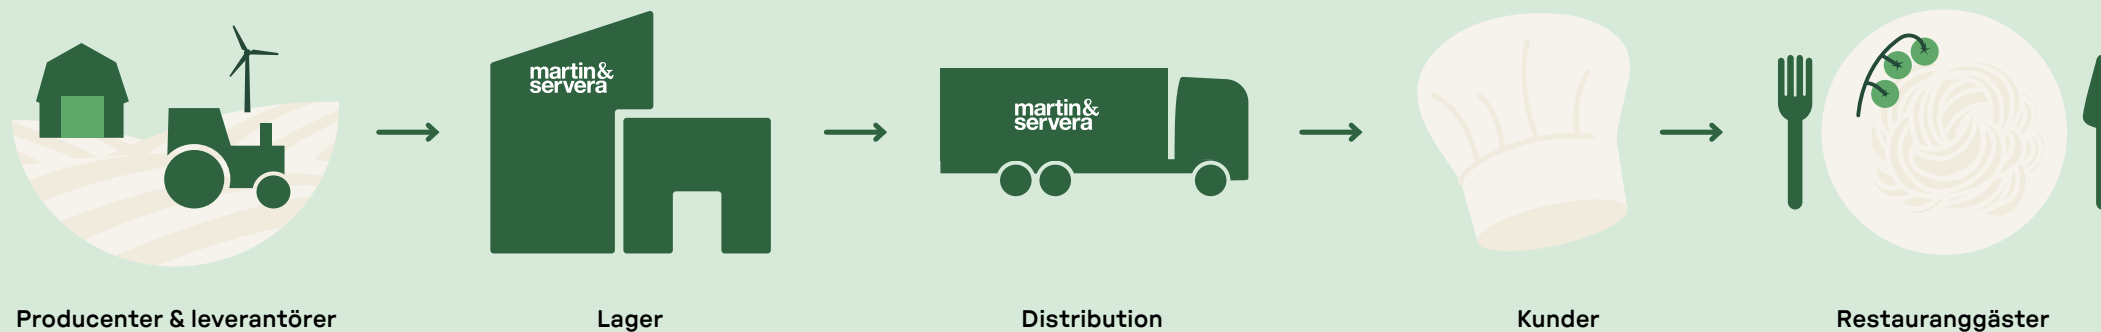 martin&
servera
martin&
servera
Producenter & leverantörer
Lager
Distribution
Kunder
Restauranggäster